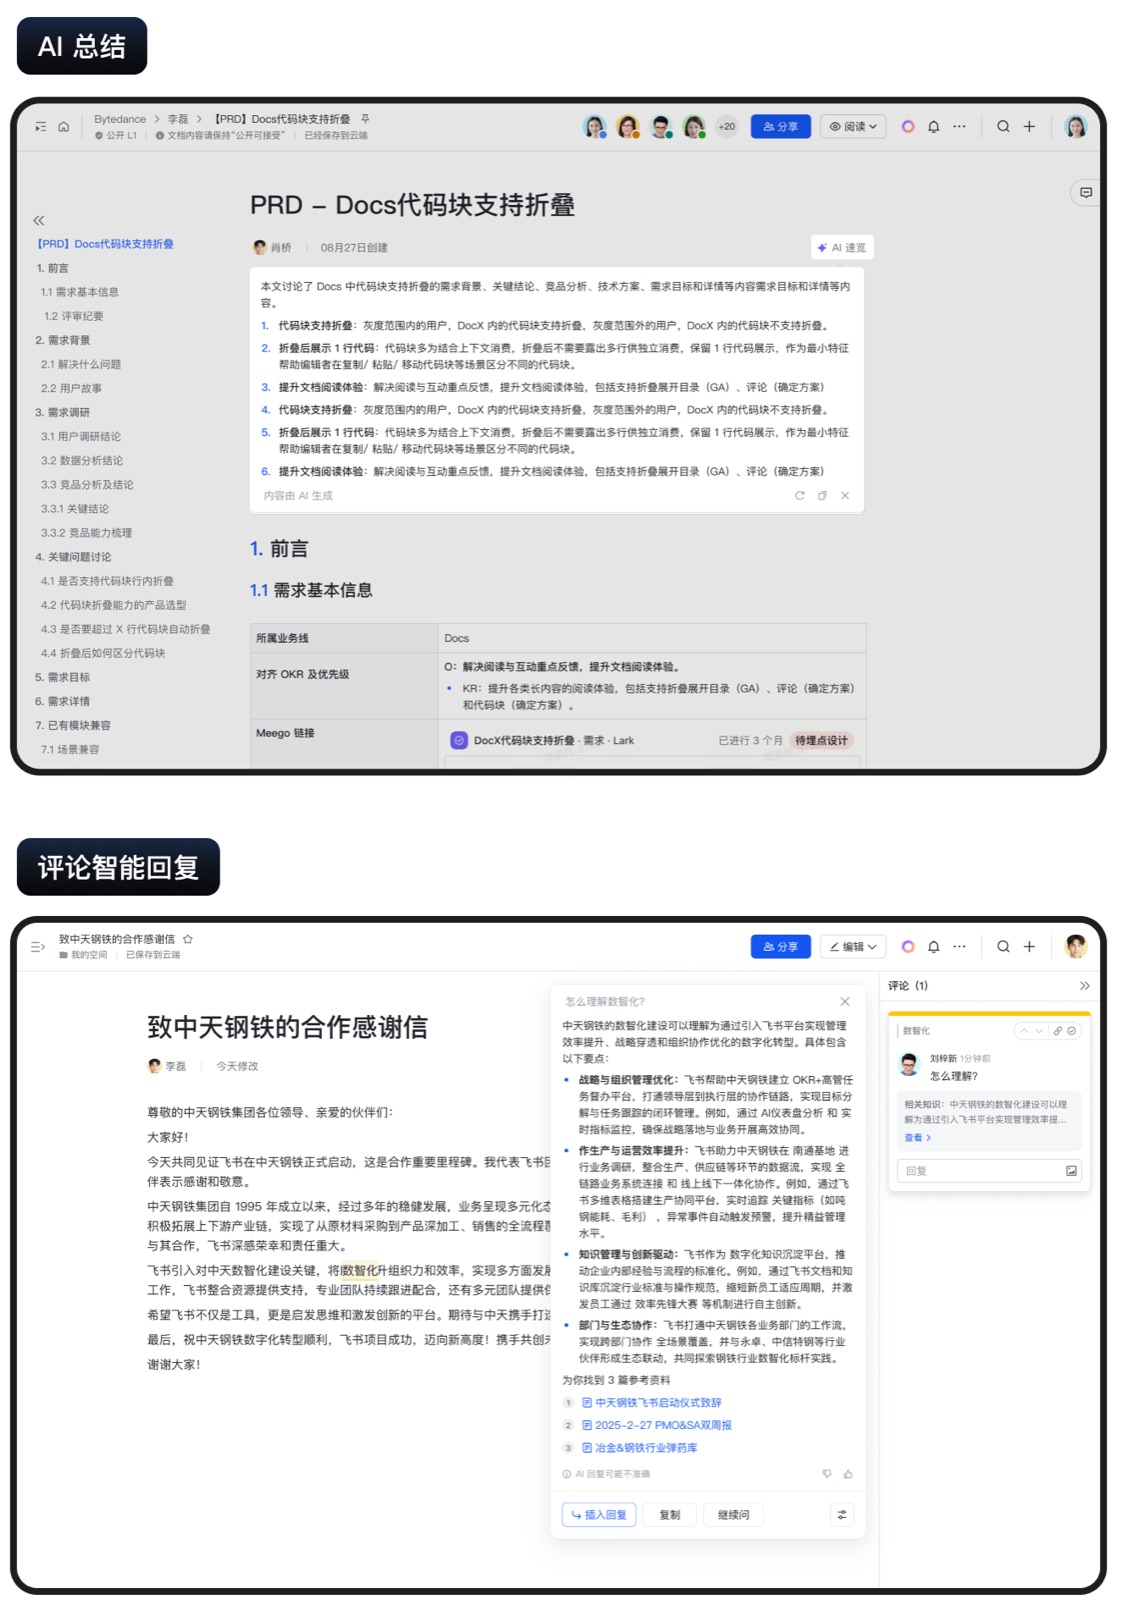 AI 总结
Bytedance > 李磊 > 【PRD】Docs代码块支持折叠
公开 L1 | 文档内容请保持“公开可接受” | 已经保存到云端
+20
分享
阅读
PRD – Docs代码块支持折叠
肖桥 | 08月27日创建
AI 速览
【PRD】Docs代码块支持折叠
1. 前言
1.1 需求基本信息
1.2 评审纪要
2. 需求背景
2.1 解决什么问题
2.2 用户故事
3. 需求调研
3.1 用户调研结论
3.2 数据分析结论
3.3 竞品分析及结论
3.3.1 关键结论
3.3.2 竞品能力梳理
4. 关键问题讨论
4.1 是否支持代码块行内折叠
4.2 代码块折叠能力的产品选型
4.3 是否要超过 X 行代码块自动折叠
4.4 折叠后如何区分代码块
5. 需求目标
6. 需求详情
7. 已有模块兼容
7.1 场景兼容
本文讨论了 Docs 中代码块支持折叠的需求背景、关键结论、竞品分析、技术方案、需求目标和详情等内容需求目标和详情等内
容。
1. 代码块支持折叠：灰度范围内的用户，DocX 内的代码块支持折叠，灰度范围外的用户，DocX 内的代码块不支持折叠。
2. 折叠后展示 1 行代码：代码块多为结合上下文消费，折叠后不需要露出多行供独立消费，保留 1 行代码展示，作为最小特征
帮助编辑者在复制/ 粘贴/ 移动代码块等场景区分不同的代码块。
3. 提升文档阅读体验：解决阅读与互动重点反馈，提升文档阅读体验，包括支持折叠展开目录（GA）、评论（确定方案）
4. 代码块支持折叠：灰度范围内的用户，DocX 内的代码块支持折叠，灰度范围外的用户，DocX 内的代码块不支持折叠。
5. 折叠后展示 1 行代码：代码块多为结合上下文消费，折叠后不需要露出多行供独立消费，保留 1 行代码展示，作为最小特征
帮助编辑者在复制/ 粘贴/ 移动代码块等场景区分不同的代码块。
6. 提升文档阅读体验：解决阅读与互动重点反馈，提升文档阅读体验，包括支持折叠展开目录（GA）、评论（确定方案）
内容由 AI 生成
1. 前言
1.1 需求基本信息
所属业务线 Docs
对齐 OKR 及优先级
O：解决阅读与互动重点反馈，提升文档阅读体验。
• KR：提升各类长内容的阅读体验，包括支持折叠展开目录（GA）、评论（确定方案）
和代码块（确定方案）。
Meego 链接
DocX代码块支持折叠 · 需求 · Lark 已进行 3 个月 待埋点设计
评论智能回复
致中天钢铁的合作感谢信
我的空间 | 已保存到云端
分享
编辑
致中天钢铁的合作感谢信
李磊 | 今天修改
尊敬的中天钢铁集团各位领导、亲爱的伙伴们：
大家好！
今天共同见证飞书在中天钢铁正式启动，这是合作重要里程碑。我代表飞书团
伴表示感谢和敬意。
中天钢铁集团自 1995 年成立以来，经过多年的稳健发展，业务呈现多元化态
积极拓展上下游产业链，实现了从原材料采购到产品深加工、销售的全流程覆
与其合作，飞书深感荣幸和责任重大。
飞书引入对中天数智化建设关键，将数智化升组织力和效率，实现多方面发展
工作，飞书整合资源提供支持，专业团队持续跟进配合，还有多元团队提供保
希望飞书不仅是工具，更是启发思维和激发创新的平台。期待与中天携手打造
最后，祝中天钢铁数字化转型顺利，飞书项目成功，迈向新高度！携手共创未
谢谢大家！
怎么理解数智化?
中天钢铁的数智化建设可以理解为通过引入飞书平台实现管理
效率提升、战略穿透和组织协作优化的数字化转型。具体包含
以下要点：
• 战略与组织管理优化：飞书帮助中天钢铁建立 OKR+高管任
务督办平台，打通领导层到执行层的协作链路，实现目标分
解与任务跟踪的闭环管理。例如，通过 AI仪表盘分析 和 实
时指标监控，确保战略落地与业务开展高效协同。
• 作生产与运营效率提升：飞书助力中天钢铁在 南通基地 进
行业务调研，整合生产、供应链等环节的数据流，实现 全
链路业务系统连接 和 线上线下一体化协作。例如，通过飞
书多维表格搭建生产协同平台，实时追踪 关键指标（如吨
钢能耗、毛利） ，异常事件自动触发预警，提升精益管理
水平。
• 知识管理与创新驱动：飞书作为 数字化知识沉淀平台，推
动企业内部经验与流程的标准化。例如，通过飞书文档和知
识库沉淀行业标准与操作规范，缩短新员工适应周期，并激
发员工通过 效率先锋大赛 等机制进行自主创新。
• 部门与生态协作：飞书打通中天钢铁各业务部门的工作流，
实现跨部门协作 全场景覆盖，并与永卓、中信特钢等行业
伙伴形成生态联动，共同探索钢铁行业数智化标杆实践。
为你找到 3 篇参考资料
1 中天钢铁飞书启动仪式致辞
2 2025-2-27 PMO&SA双周报
3 冶金&钢铁行业弹药库
AI 回复可能不准确
插入回复
复制
继续问
评论（1）
数智化
刘梓新 1分钟前
怎么理解?
相关知识：中天钢铁的数智化建设可以理
解为通过引入飞书平台实现管理效率提...
查看 >
回复